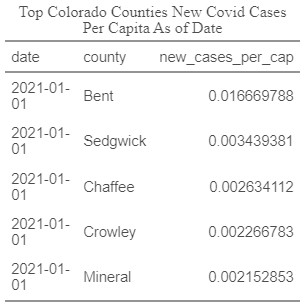 Top Colorado Counties New Covid Cases
Per Capita As of Date
date county new_cases_per_cap
2021-01-
01 Bent 0.016669788
2021-01-
01 Sedgwick 0.003439381
2021-01-
01 Chaffee 0.002634112
2021-01-
01 Crowley 0.002266783
2021-01-
01 Mineral 0.002152853